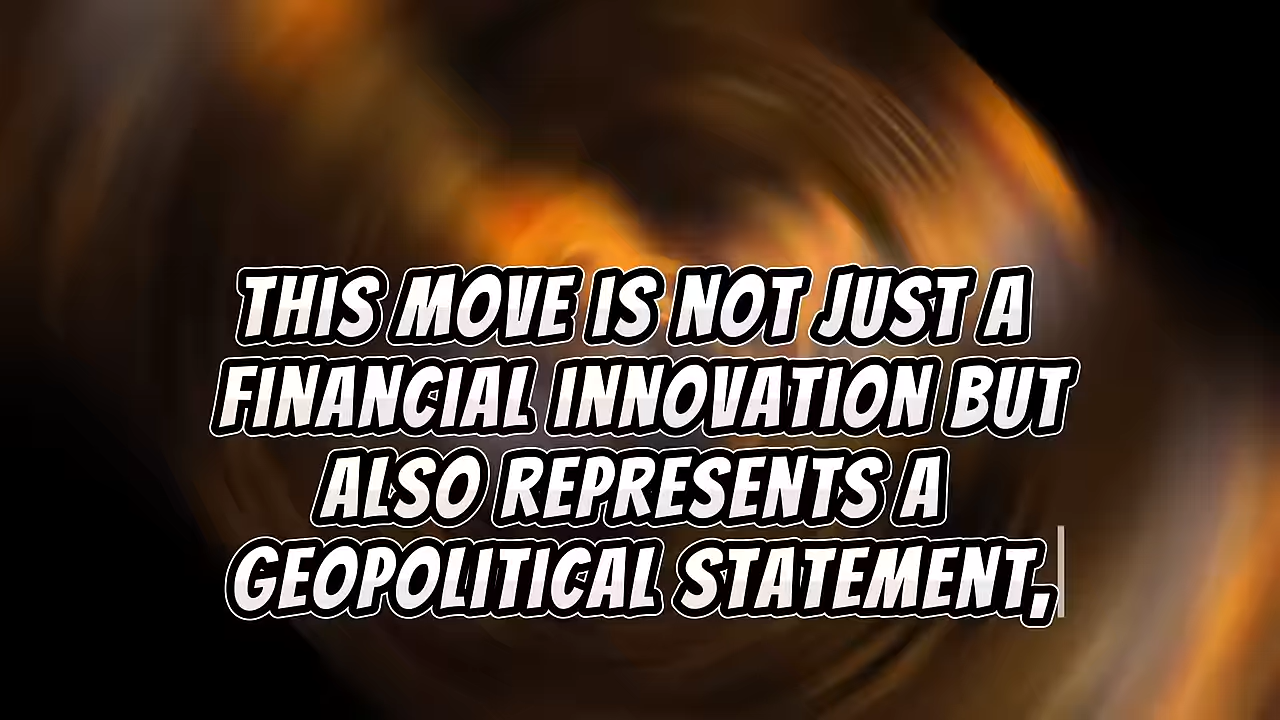 THIS MOVE IS NOT JUST A
FINANCIAL INNOVATION BUT
ALSO REPRESENTS A
GEOPOLITICAL STATEMENT,